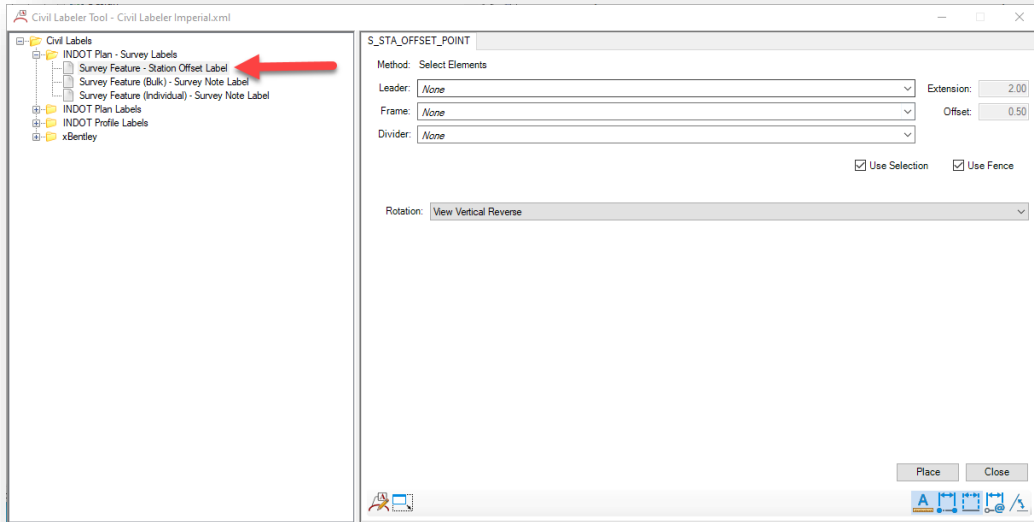 Civil Labeler Tool - Civil Labeler Imperial.xml
Civil Labels
INDOT Plan - Survey Labels
Survey Feature - Station Offset Label
Survey Feature (Bulk) - Survey Note Label
Survey Feature (Individual) - Survey Note Label
INDOT Plan Labels
INDOT Profile Labels
xBentley
S_STA_OFFSET_POINT
Method: Select Elements
Leader: None Extension: 2.00
Frame: None Offset: 0.50
Divider: None
Use Selection Use Fence
Rotation: View Vertical Reverse
Place Close